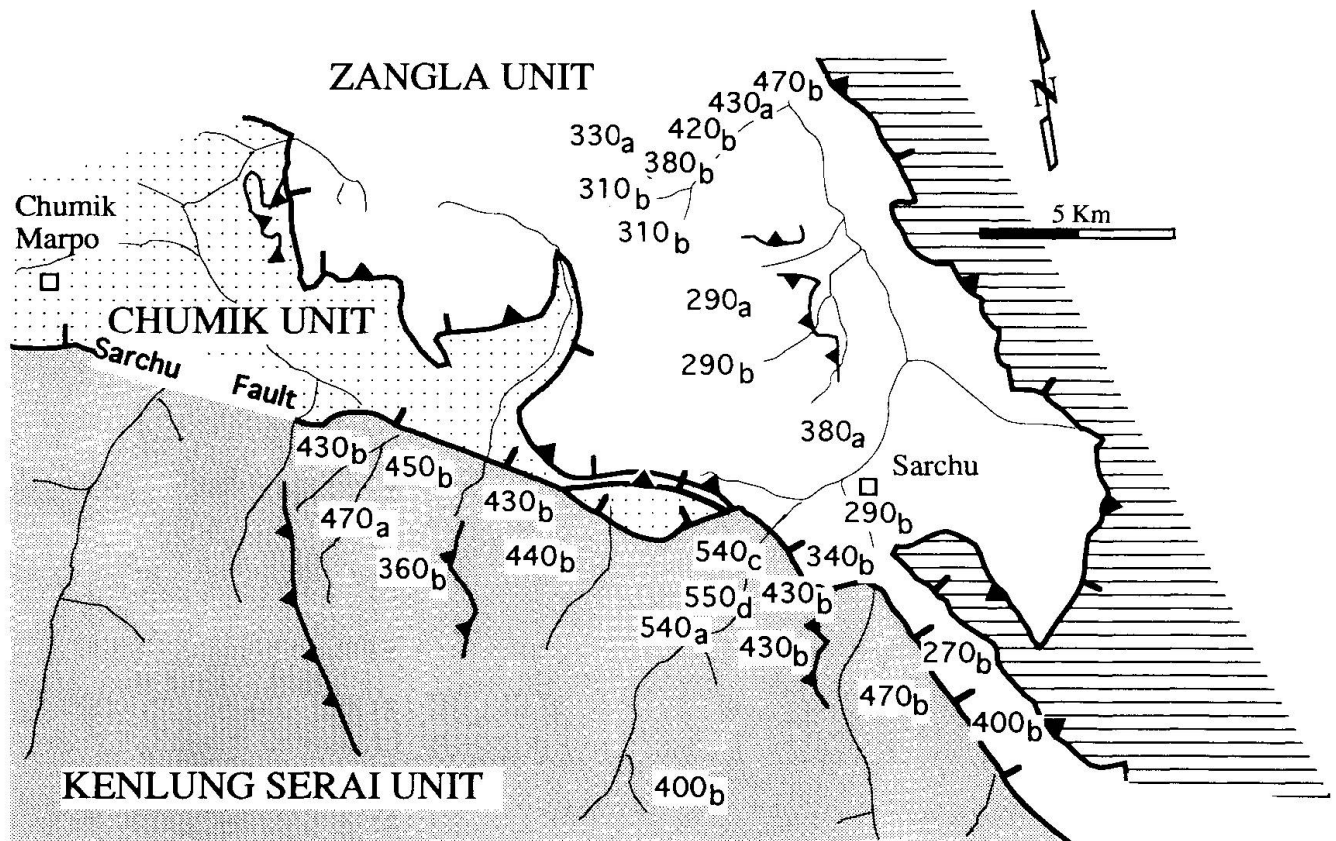 ZANGLA UNIT
N
470b
430a
420b
330a
380b
310b
310b
Chumik
Marpo
5 Km
290a
CHUMIK UNIT
Sarchu Fault
290b
380a
Sarchu
430b
450b
430b
290b
470a
360b
440b
540c
340b
550d
430b
540a
430b
270b
470b
400b
KENLUNG SERAI UNIT
400b